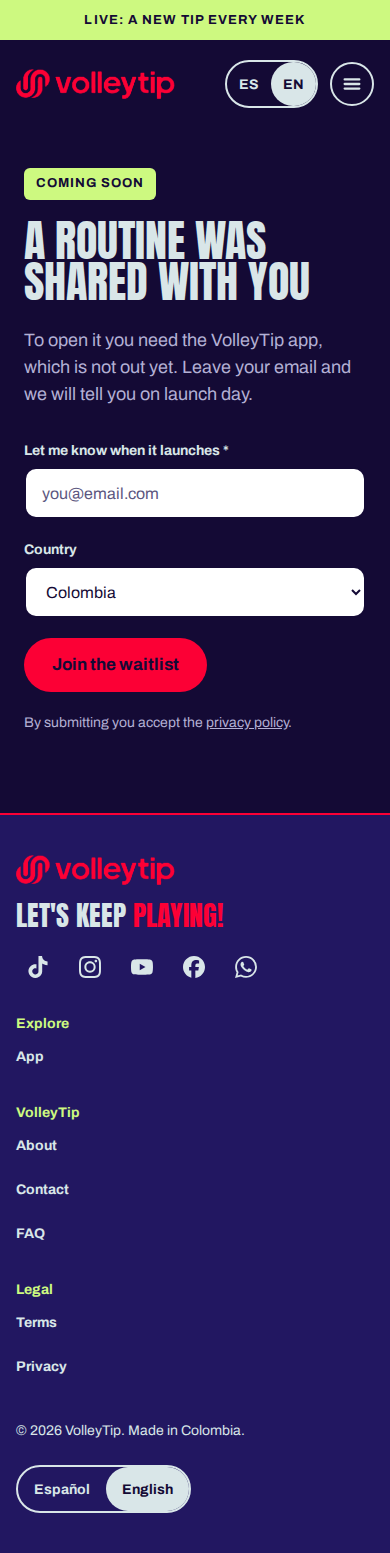 LIVE: A NEW TIP EVERY WEEK
volleytip
ES EN
COMING SOON
A ROUTINE WAS
SHARED WITH YOU
To open it you need the VolleyTip app,
which is not out yet. Leave your email and
we will tell you on launch day.
Let me know when it launches *
you@email.com
Country
Colombia
Join the waitlist
By submitting you accept the privacy policy.
volleytip
LET'S KEEP PLAYING!
Explore
App
VolleyTip
About
Contact
FAQ
Legal
Terms
Privacy
© 2026 VolleyTip. Made in Colombia.
Español English